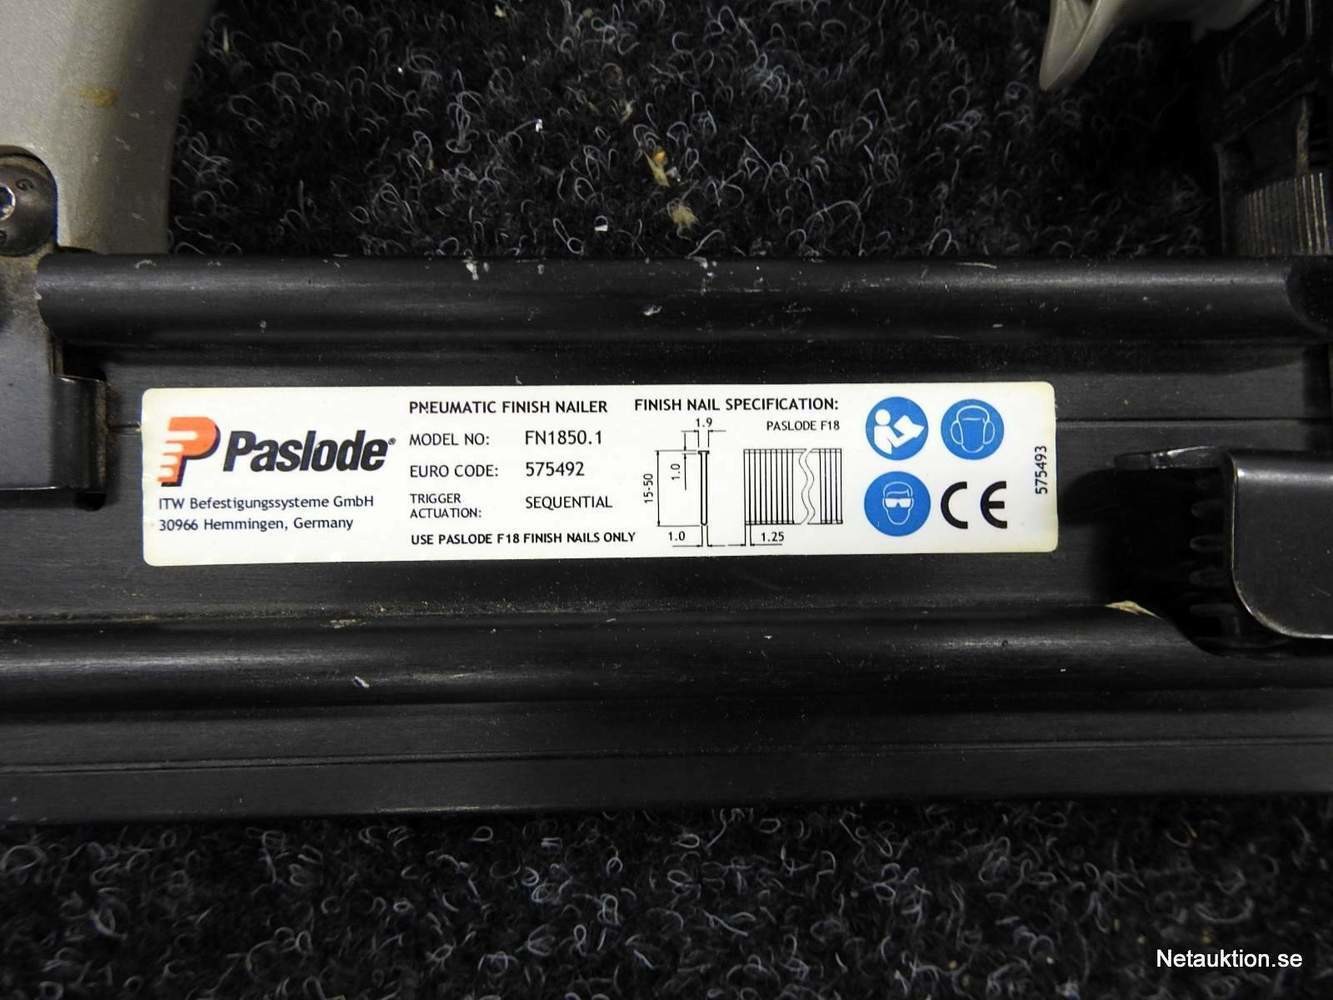 Paslode®
ITW Befestigungssysteme GmbH
30966 Hemmingen, Germany
PNEUMATIC FINISH NAILER
MODEL NO: FN1850.1
EURO CODE: 575492
TRIGGER ACTUATION: SEQUENTIAL
USE PASLODE F18 FINISH NAILS ONLY
FINISH NAIL SPECIFICATION:
PASLODE F18
1.9
1.0
15-50
1.0
1.25
CE
575493
Netauktion.se